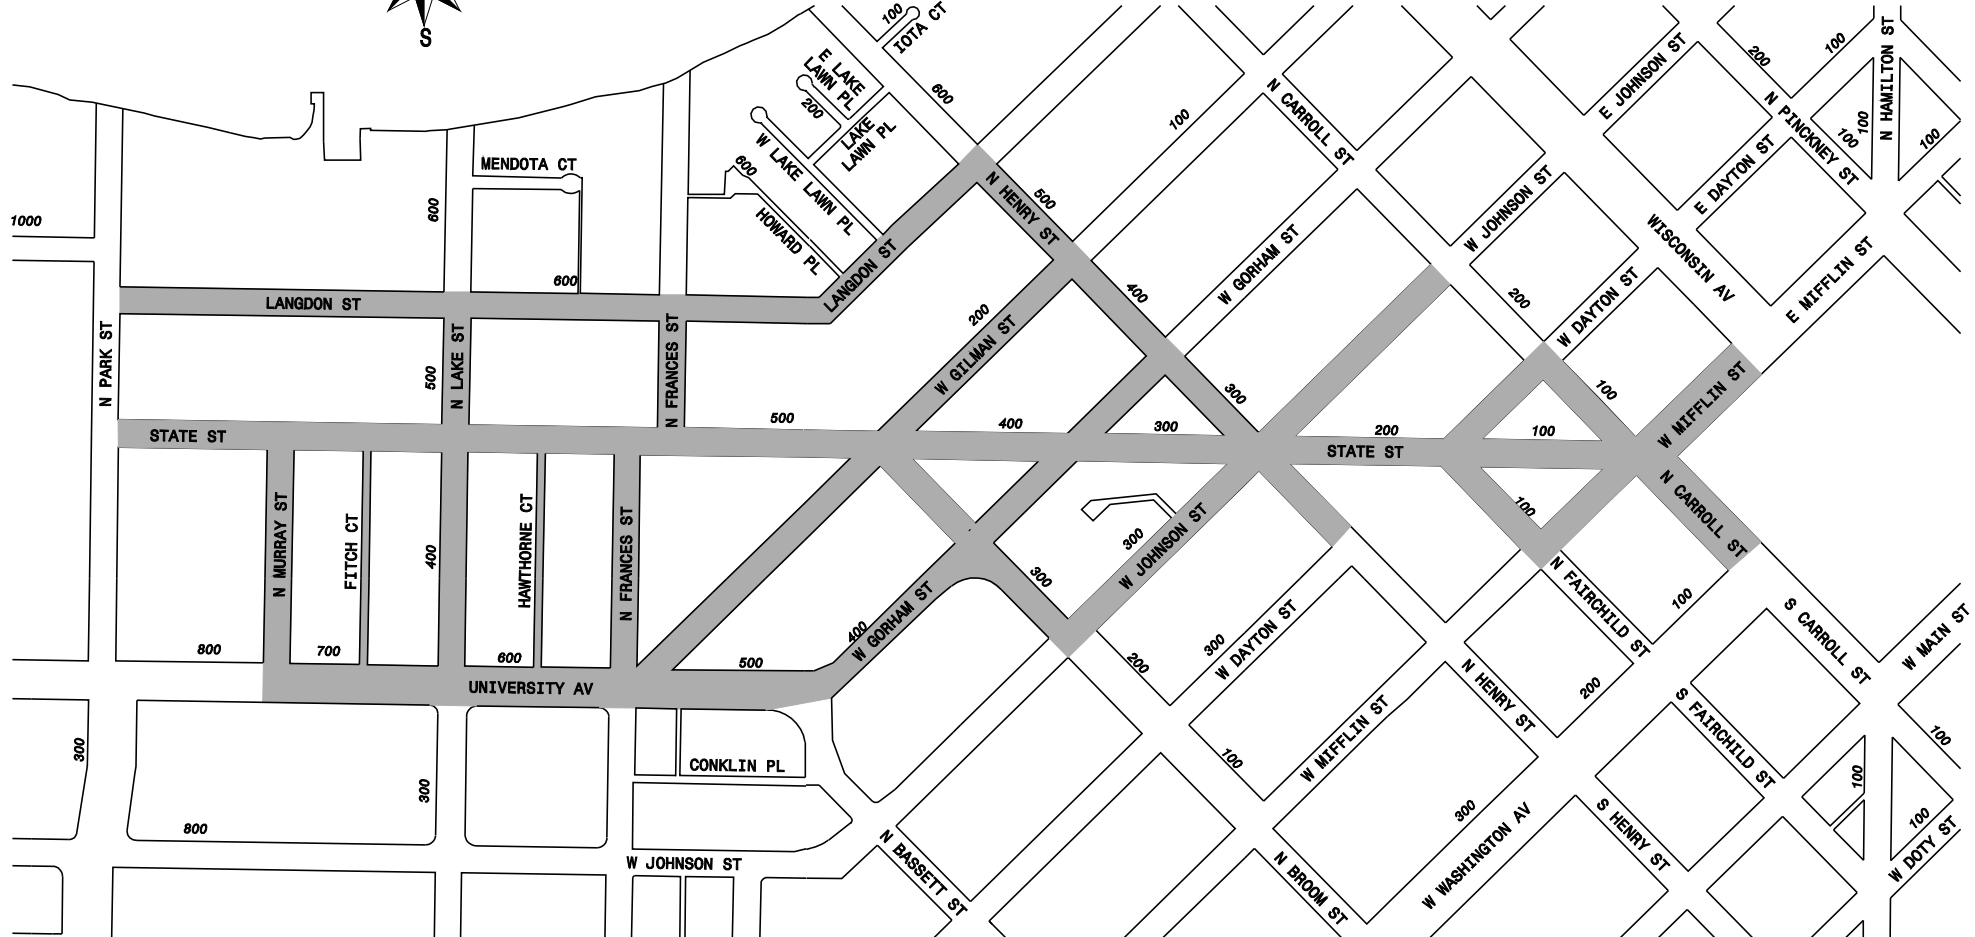 S
100
IOTA CT
E LAKE
LAWN PL
200
600
LAKE
LAWN PL
W LAKE LAWN PL
600
HOWARD PL
MENDOTA CT
600
600
1000
LANGDON ST
LANGDON ST
N HENRY ST
500
100
N CARROLL ST
E JOHNSON ST
200
100
N HAMILTON ST
N PINCKNEY ST
100
100
100
E DAYTON ST
W JOHNSON ST
WISCONSIN AV
E MIFFLIN ST
W GORHAM ST
400
200
W DAYTON ST
N PARK ST
N LAKE ST
500
N FRANCES ST
200
W GILMAN ST
300
100
W MIFFLIN ST
STATE ST
500
400
300
200
100
STATE ST
N MURRAY ST
FITCH CT
400
HAWTHORNE CT
N FRANCES ST
300
W JOHNSON ST
300
100
N CARROLL ST
N FAIRCHILD ST
100
800
700
600
500
400
W GORHAM ST
UNIVERSITY AV
200
300
W DAYTON ST
S CARROLL ST
W MAIN ST
N HENRY ST
200
S FAIRCHILD ST
100
300
300
CONKLIN PL
100
W MIFFLIN ST
300
100
100
W DOTY ST
800
W JOHNSON ST
N BASSETT ST
N BROOM ST
W WASHINGTON AV
S HENRY ST